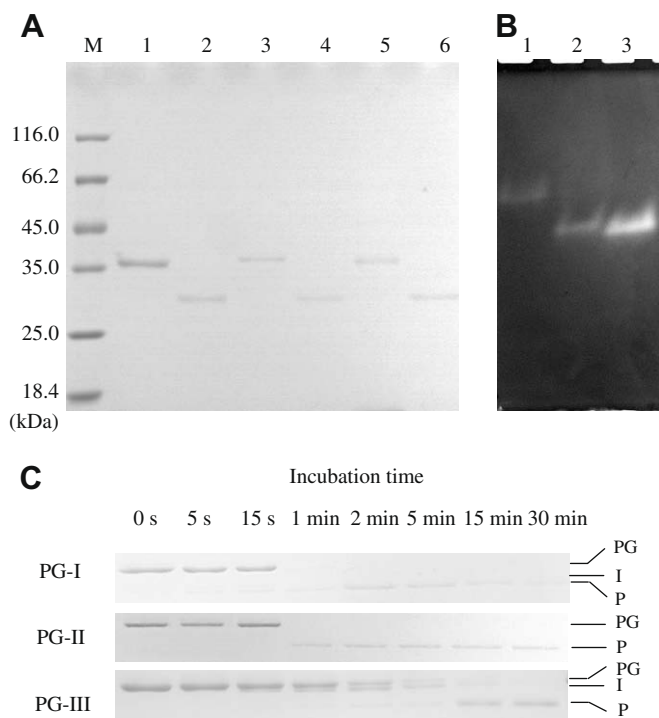 A
B
M 1 2 3 4 5 6
1 2 3
116.0
66.2
45.0
35.0
25.0
18.4
(kDa)
C
Incubation time
0 s 5 s 15 s 1 min 2 min 5 min 15 min 30 min
PG-I
PG
I
P
PG-II
PG
P
PG-III
PG
I
P